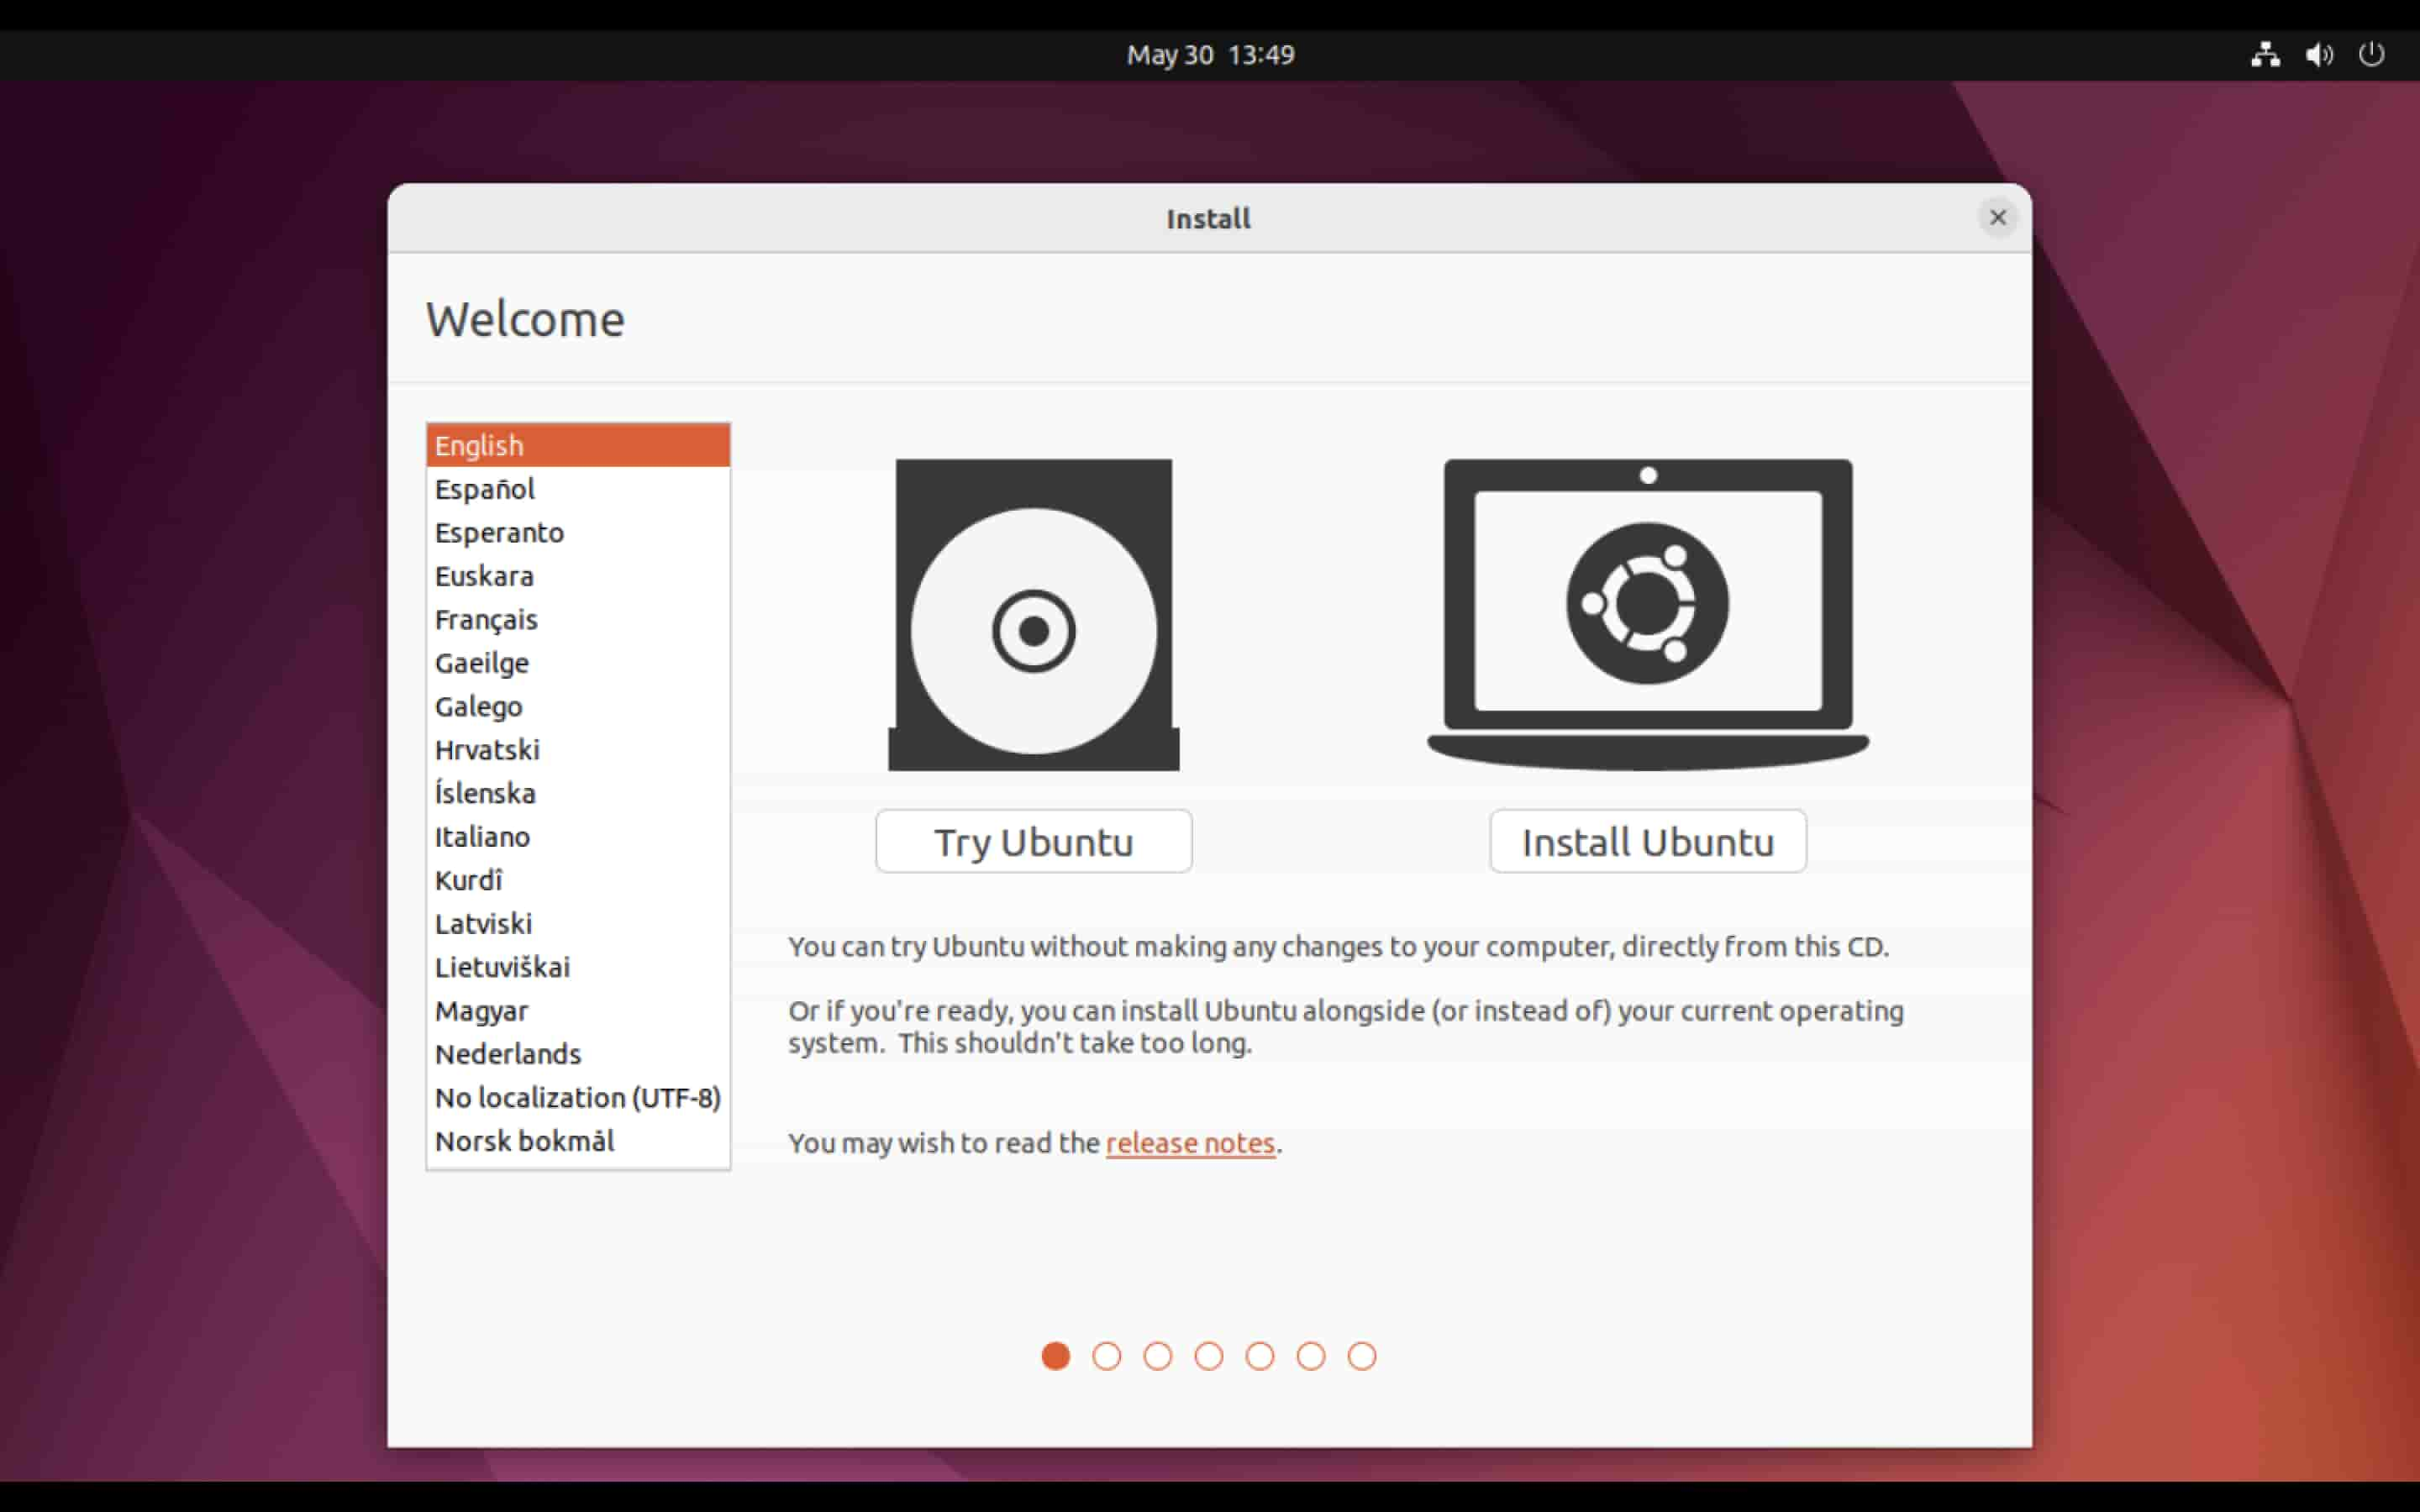 May 30 13:49
Install
Welcome
English
Español
Esperanto
Euskara
Français
Gaeilge
Galego
Hrvatski
Íslenska
Italiano
Kurdî
Latviski
Lietuviškai
Magyar
Nederlands
No localization (UTF-8)
Norsk bokmål
Try Ubuntu
Install Ubuntu
You can try Ubuntu without making any changes to your computer, directly from this CD.
Or if you're ready, you can install Ubuntu alongside (or instead of) your current operating
system. This shouldn't take too long.
You may wish to read the release notes.